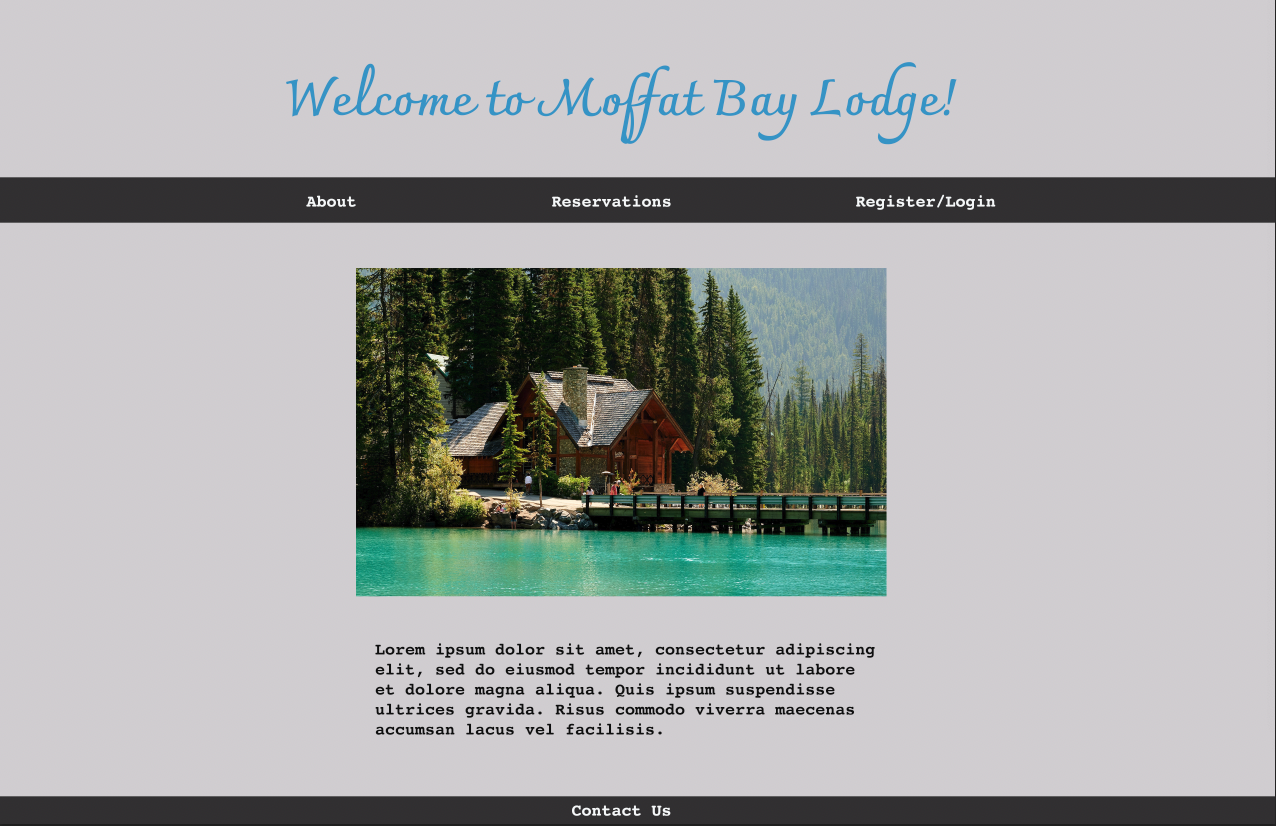 Welcome to Moffat Bay Lodge!
About Reservations Register/Login
Lorem ipsum dolor sit amet, consectetur adipiscing
elit, sed do eiusmod tempor incididunt ut labore
et dolore magna aliqua. Quis ipsum suspendisse
ultrices gravida. Risus commodo viverra maecenas
accumsan lacus vel facilisis.
Contact Us